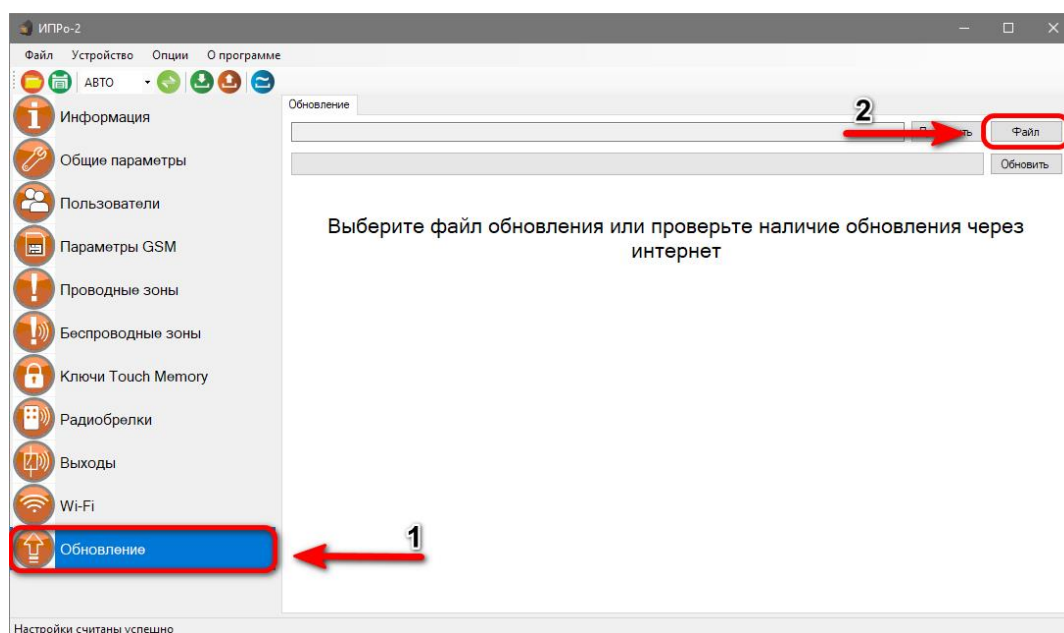 ИПРо-2
Файл Устройство Опции О программе
АВТО
Обновление
2
Файл
Обновить
Информация
Общие параметры
Пользователи
Параметры GSM
Проводные зоны
Беспроводные зоны
Ключи Touch Memory
Радиобрелки
Выходы
Wi-Fi
Обновление
1
Выберите файл обновления или проверьте наличие обновления через
интернет
Настройки считаны успешно